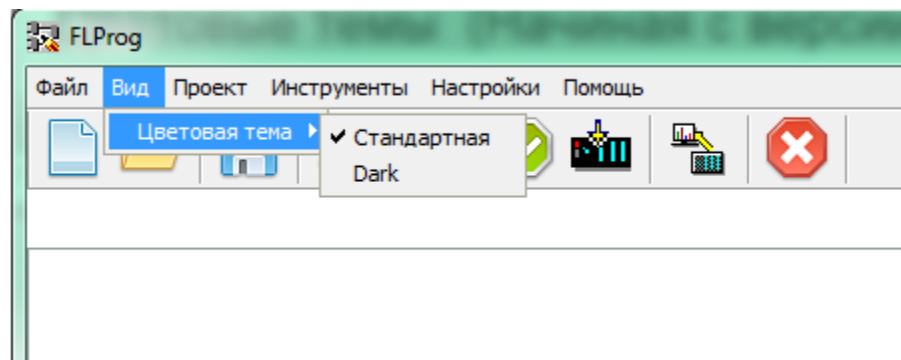 FLProg
Файл Вид Проект Инструменты Настройки Помощь
Цветовая тема
Стандартная
Dark